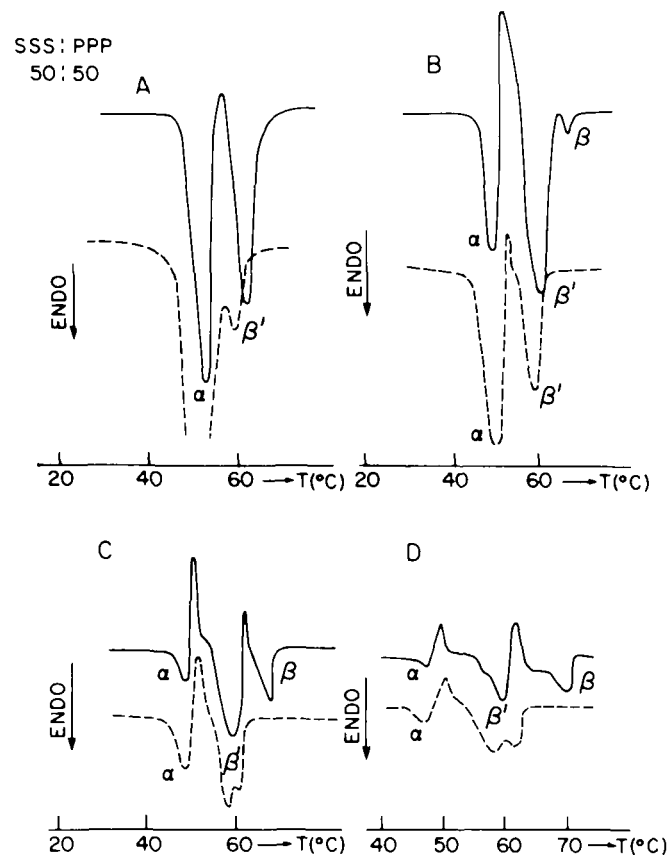 SSS : PPP
50 : 50
A
B
β
α
ENDO
β'
β'
α
ENDO
β'
α
20 40 60 →T(°C)
20 40 60 →T(°C)
C
D
α
β
α
β'
β
ENDO
α
β'
ENDO
α
20 40 60 →T(°C)
40 50 60 70 →T(°C)